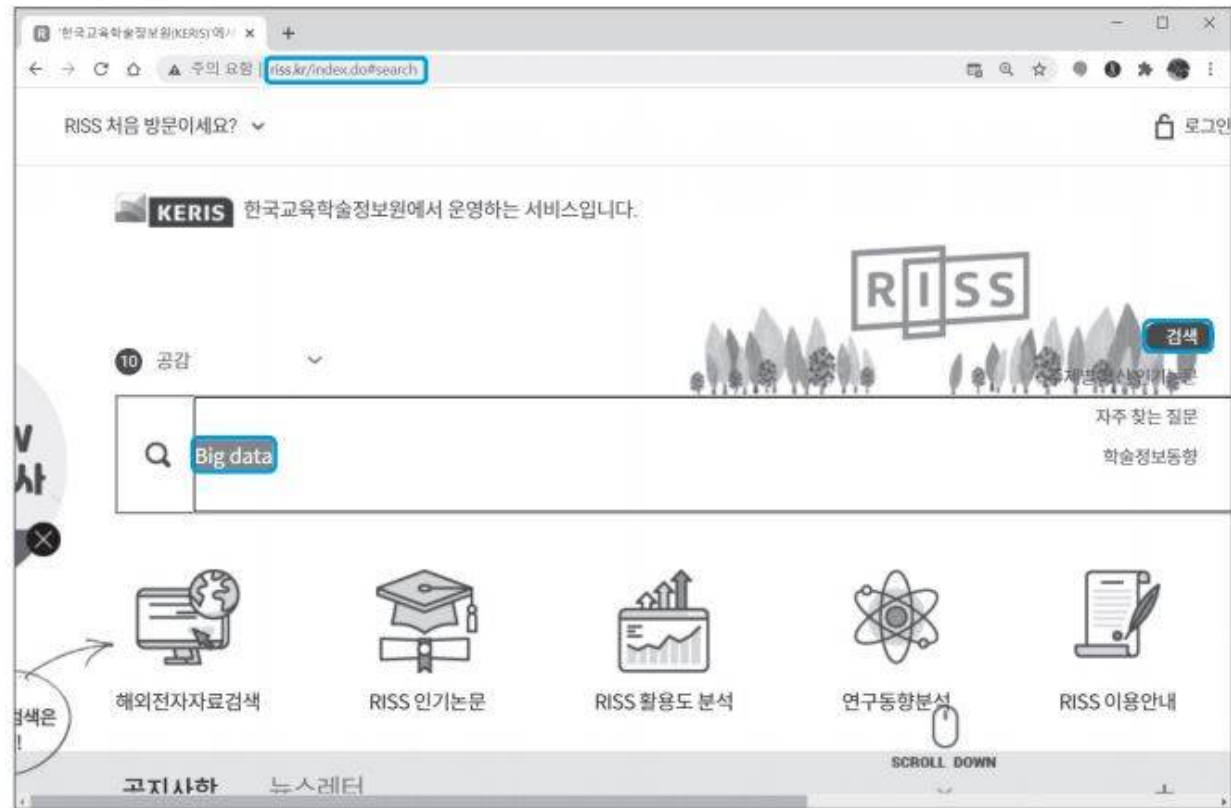 '한국교육학술정보원(KERIS)'에서
주의 요함 | riss.kr/index.do#search
RISS 처음 방문이세요?
로그인
KERIS 한국교육학술정보원에서 운영하는 서비스입니다.
RISS
검색
10 공감
자주 찾는 질문
Big data
학술정보동향
해외전자자료검색
RISS 인기논문
RISS 활용도 분석
연구동향분석
RISS 이용안내
검색은
!
SCROLL DOWN
공지사항
뉴스레터